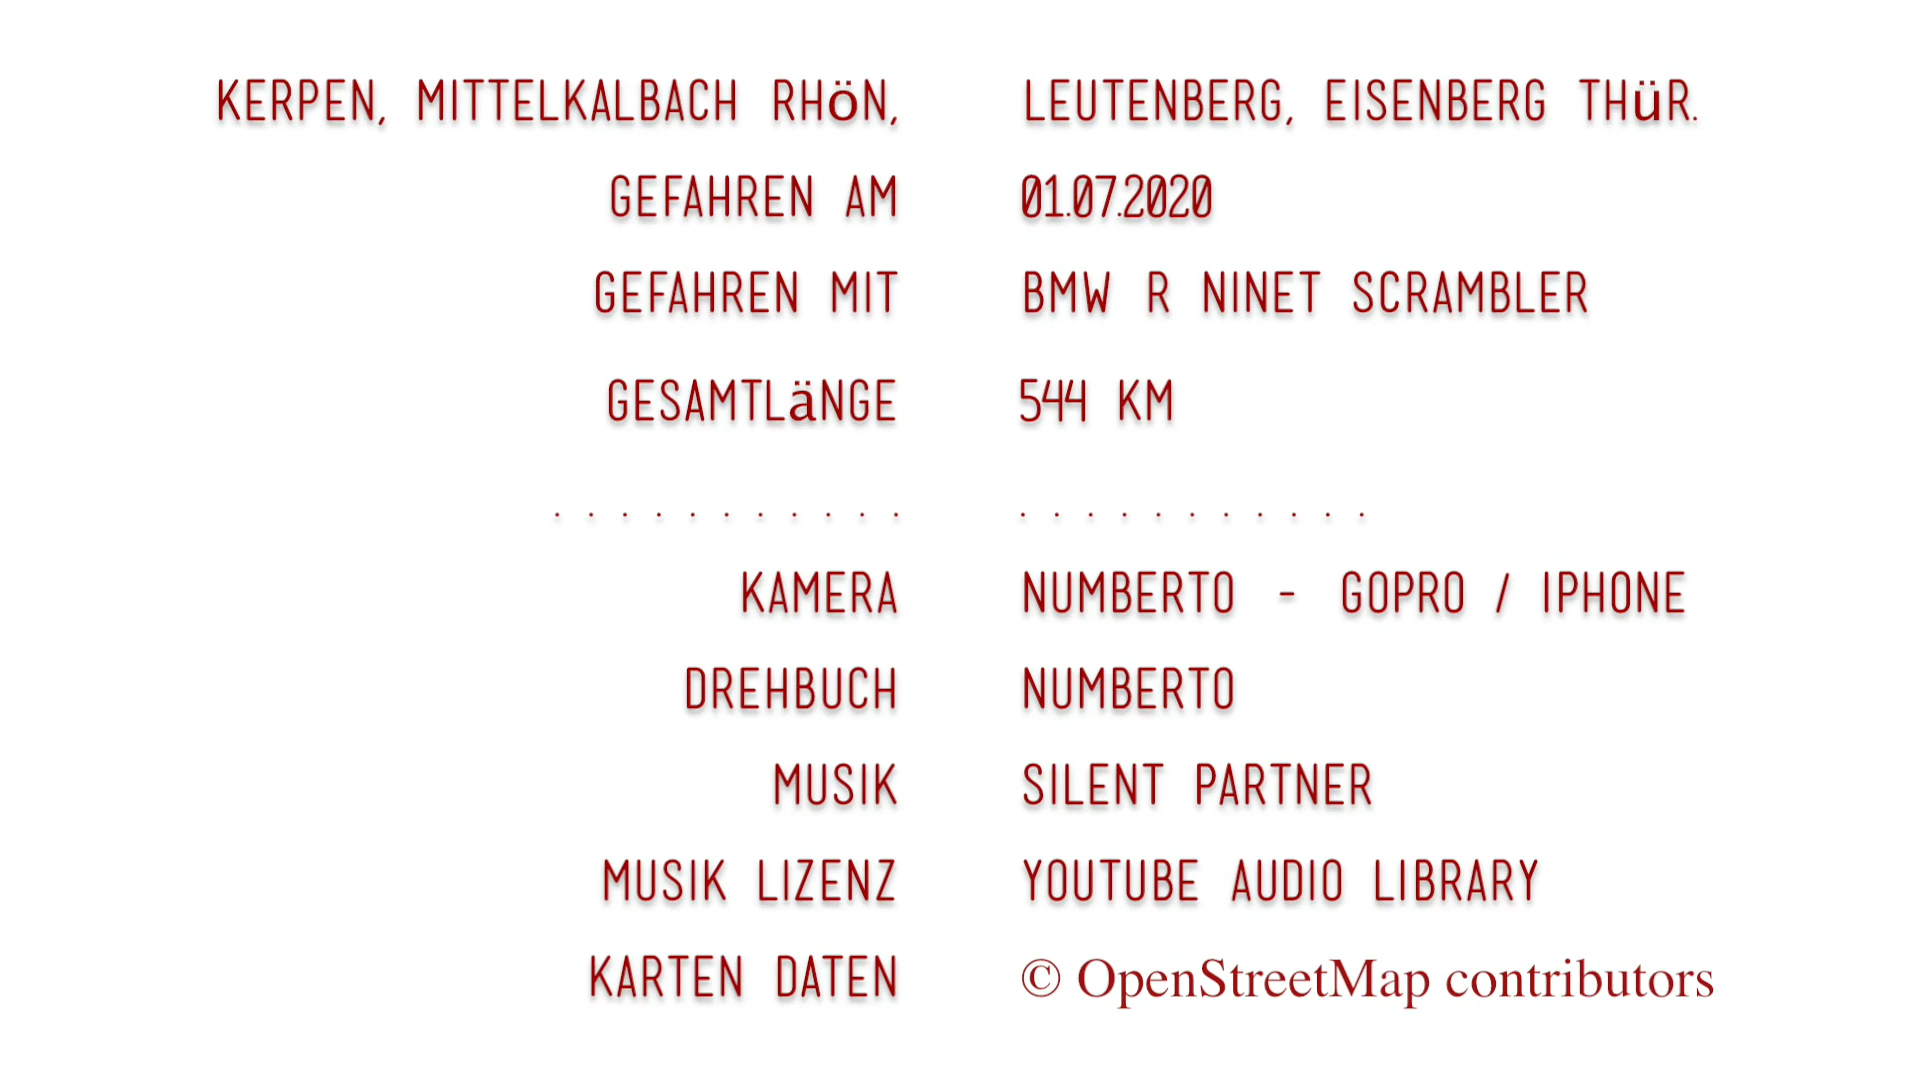 KERPEN, MITTELKALBACH RHöN, LEUTENBERG, EISENBERG THüR.
GEFAHREN AM 01.07.2020
GEFAHREN MIT BMW R NINET SCRAMBLER
GESAMTLäNGE 544 KM
. . . . . . . . . . . . . . . . . . . . . .
KAMERA NUMBERTO - GOPRO / IPHONE
DREHBUCH NUMBERTO
MUSIK SILENT PARTNER
MUSIK LIZENZ YOUTUBE AUDIO LIBRARY
KARTEN DATEN © OpenStreetMap contributors